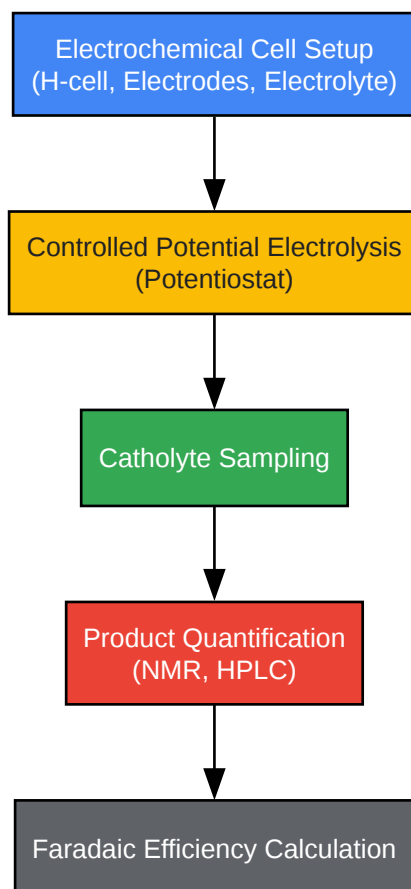 Electrochemical Cell Setup
(H-cell, Electrodes, Electrolyte)
Controlled Potential Electrolysis
(Potentiostat)
Catholyte Sampling
Product Quantification
(NMR, HPLC)
Faradaic Efficiency Calculation